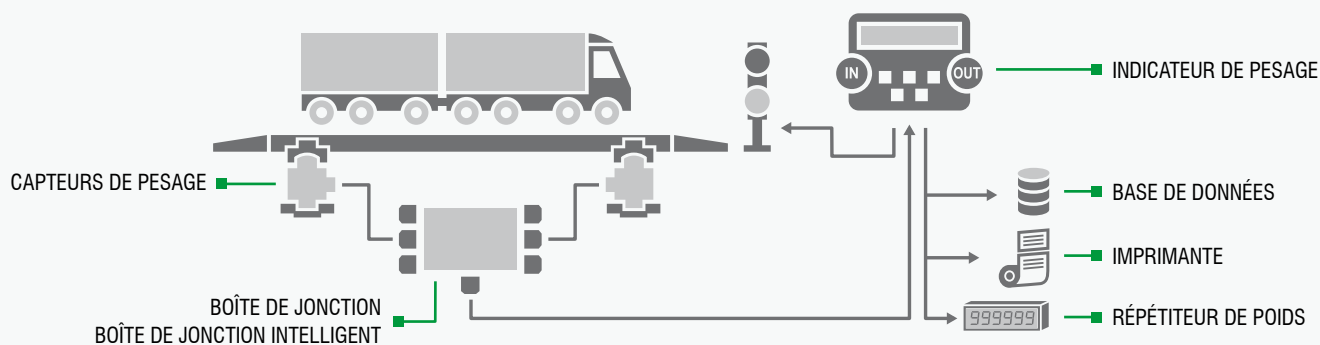 IN
OUT
INDICATEUR DE PESAGE
CAPTEURS DE PESAGE
BASE DE DONNÉES
IMPRIMANTE
BOÎTE DE JONCTION
BOÎTE DE JONCTION INTELLIGENT
999999
RÉPÉTITEUR DE POIDS